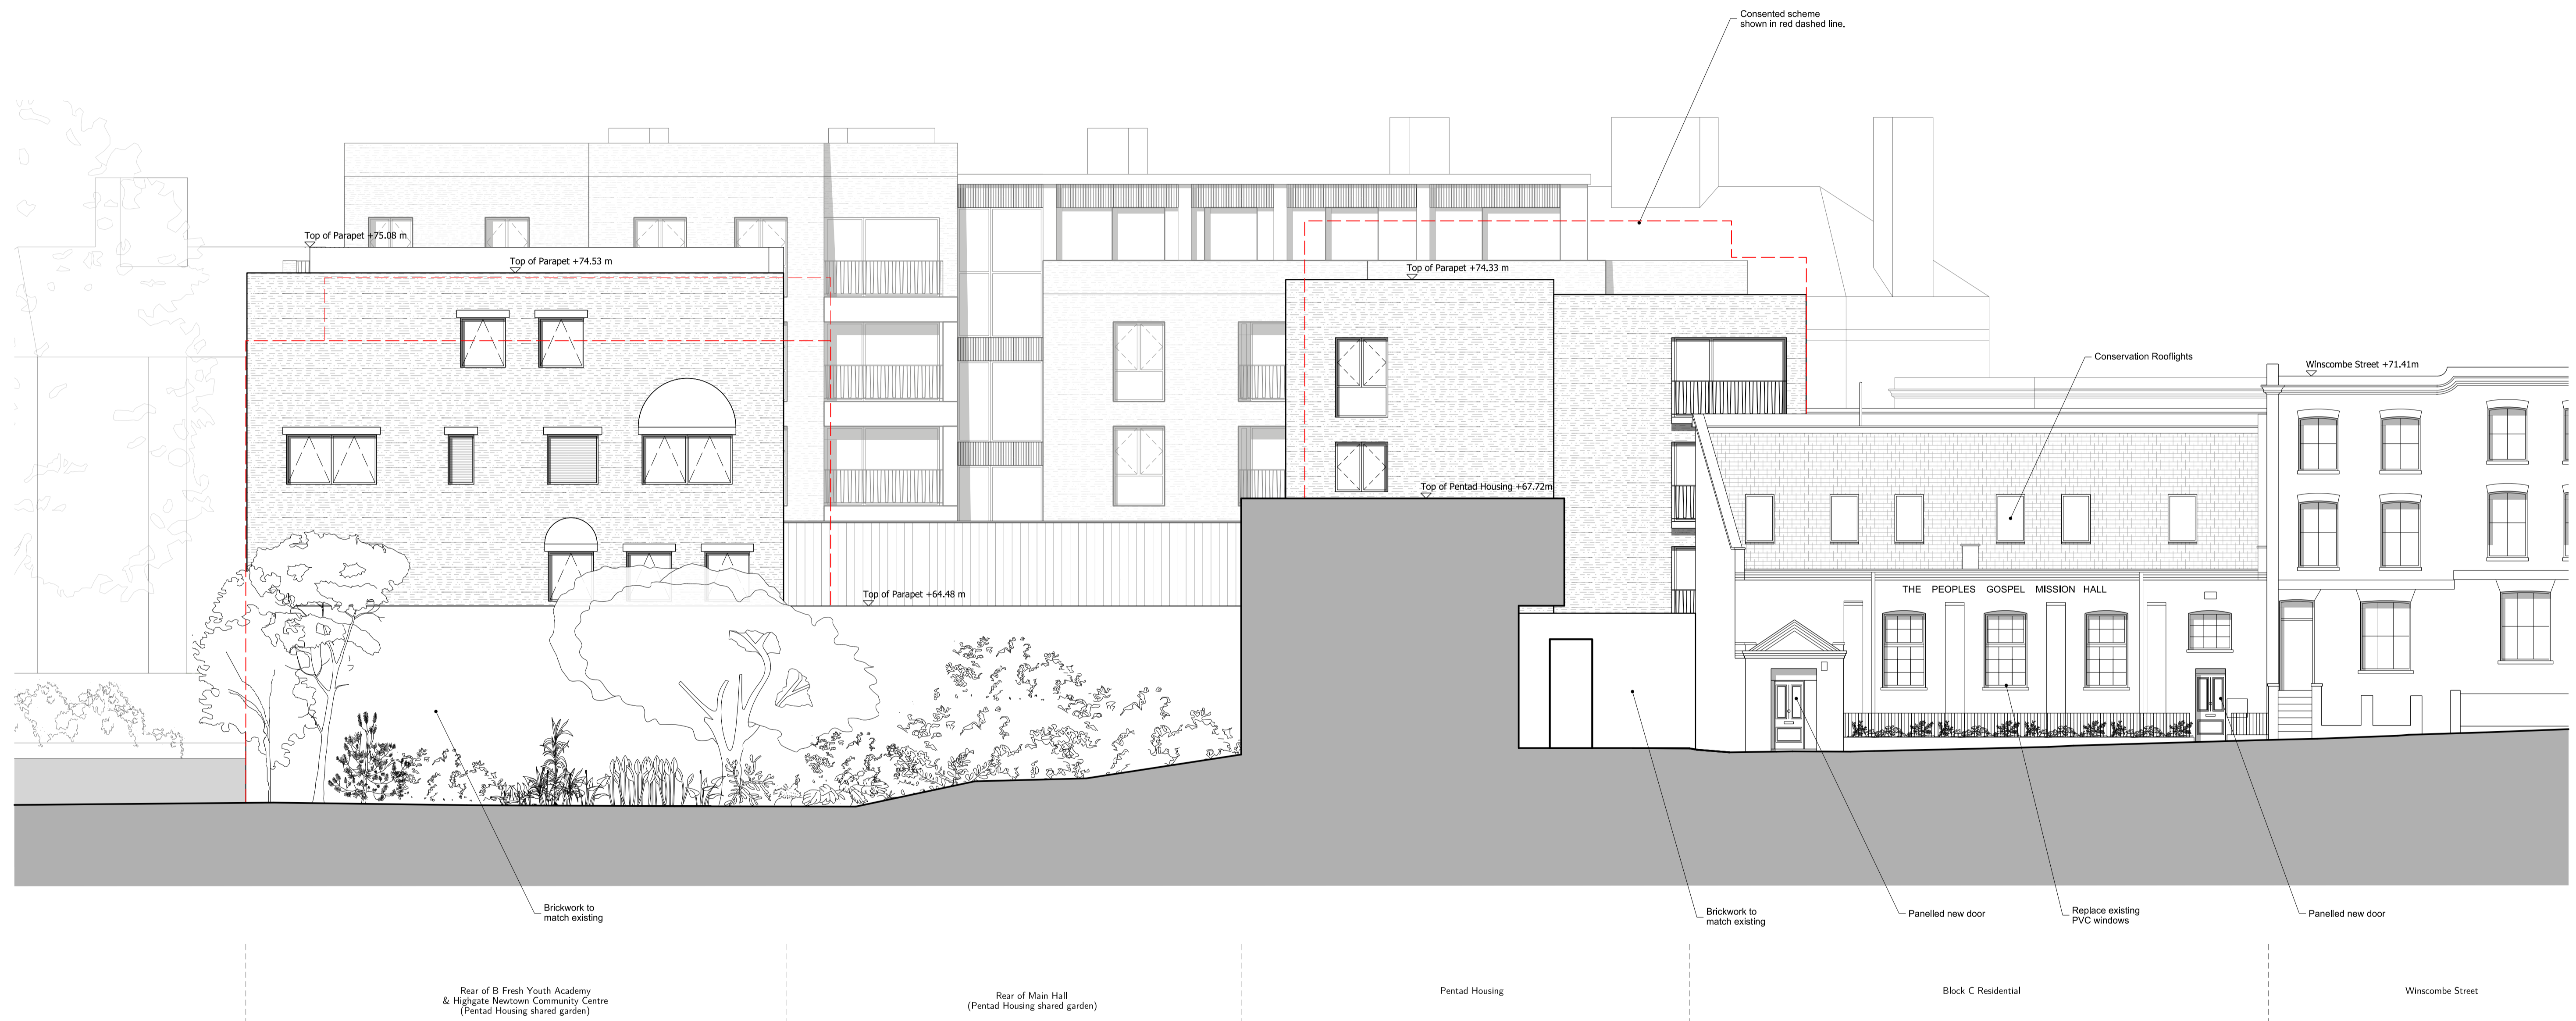 Consented scheme
shown in red dashed line.
Top of Parapet +75.08 m
Top of Parapet +74.53 m
Top of Parapet +74.33 m
Conservation Rooflights
Winscombe Street +71.41m
Top of Pentad Housing +67.72m
Top of Parapet +64.48 m
THE PEOPLES GOSPEL MISSION HALL
Brickwork to
match existing
Brickwork to
match existing
Panelled new door
Replace existing
PVC windows
Panelled new door
Rear of B Fresh Youth Academy
& Highgate Newtown Community Centre
(Pentad Housing shared garden)
Rear of Main Hall
(Pentad Housing shared garden)
Pentad Housing
Block C Residential
Winscombe Street